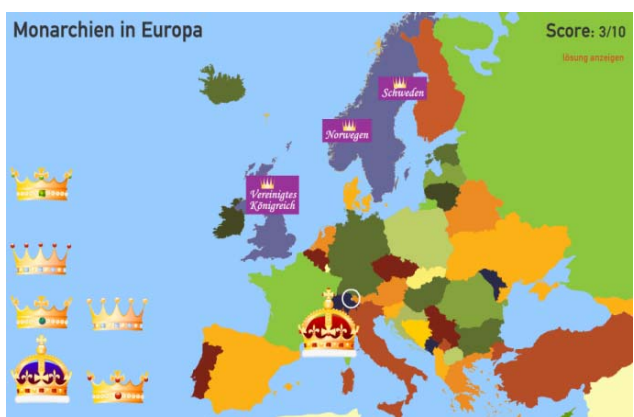 Monarchien in Europa
Score: 3/10
lösung anzeigen
Schweden
Norwegen
Vereinigtes
Königreich